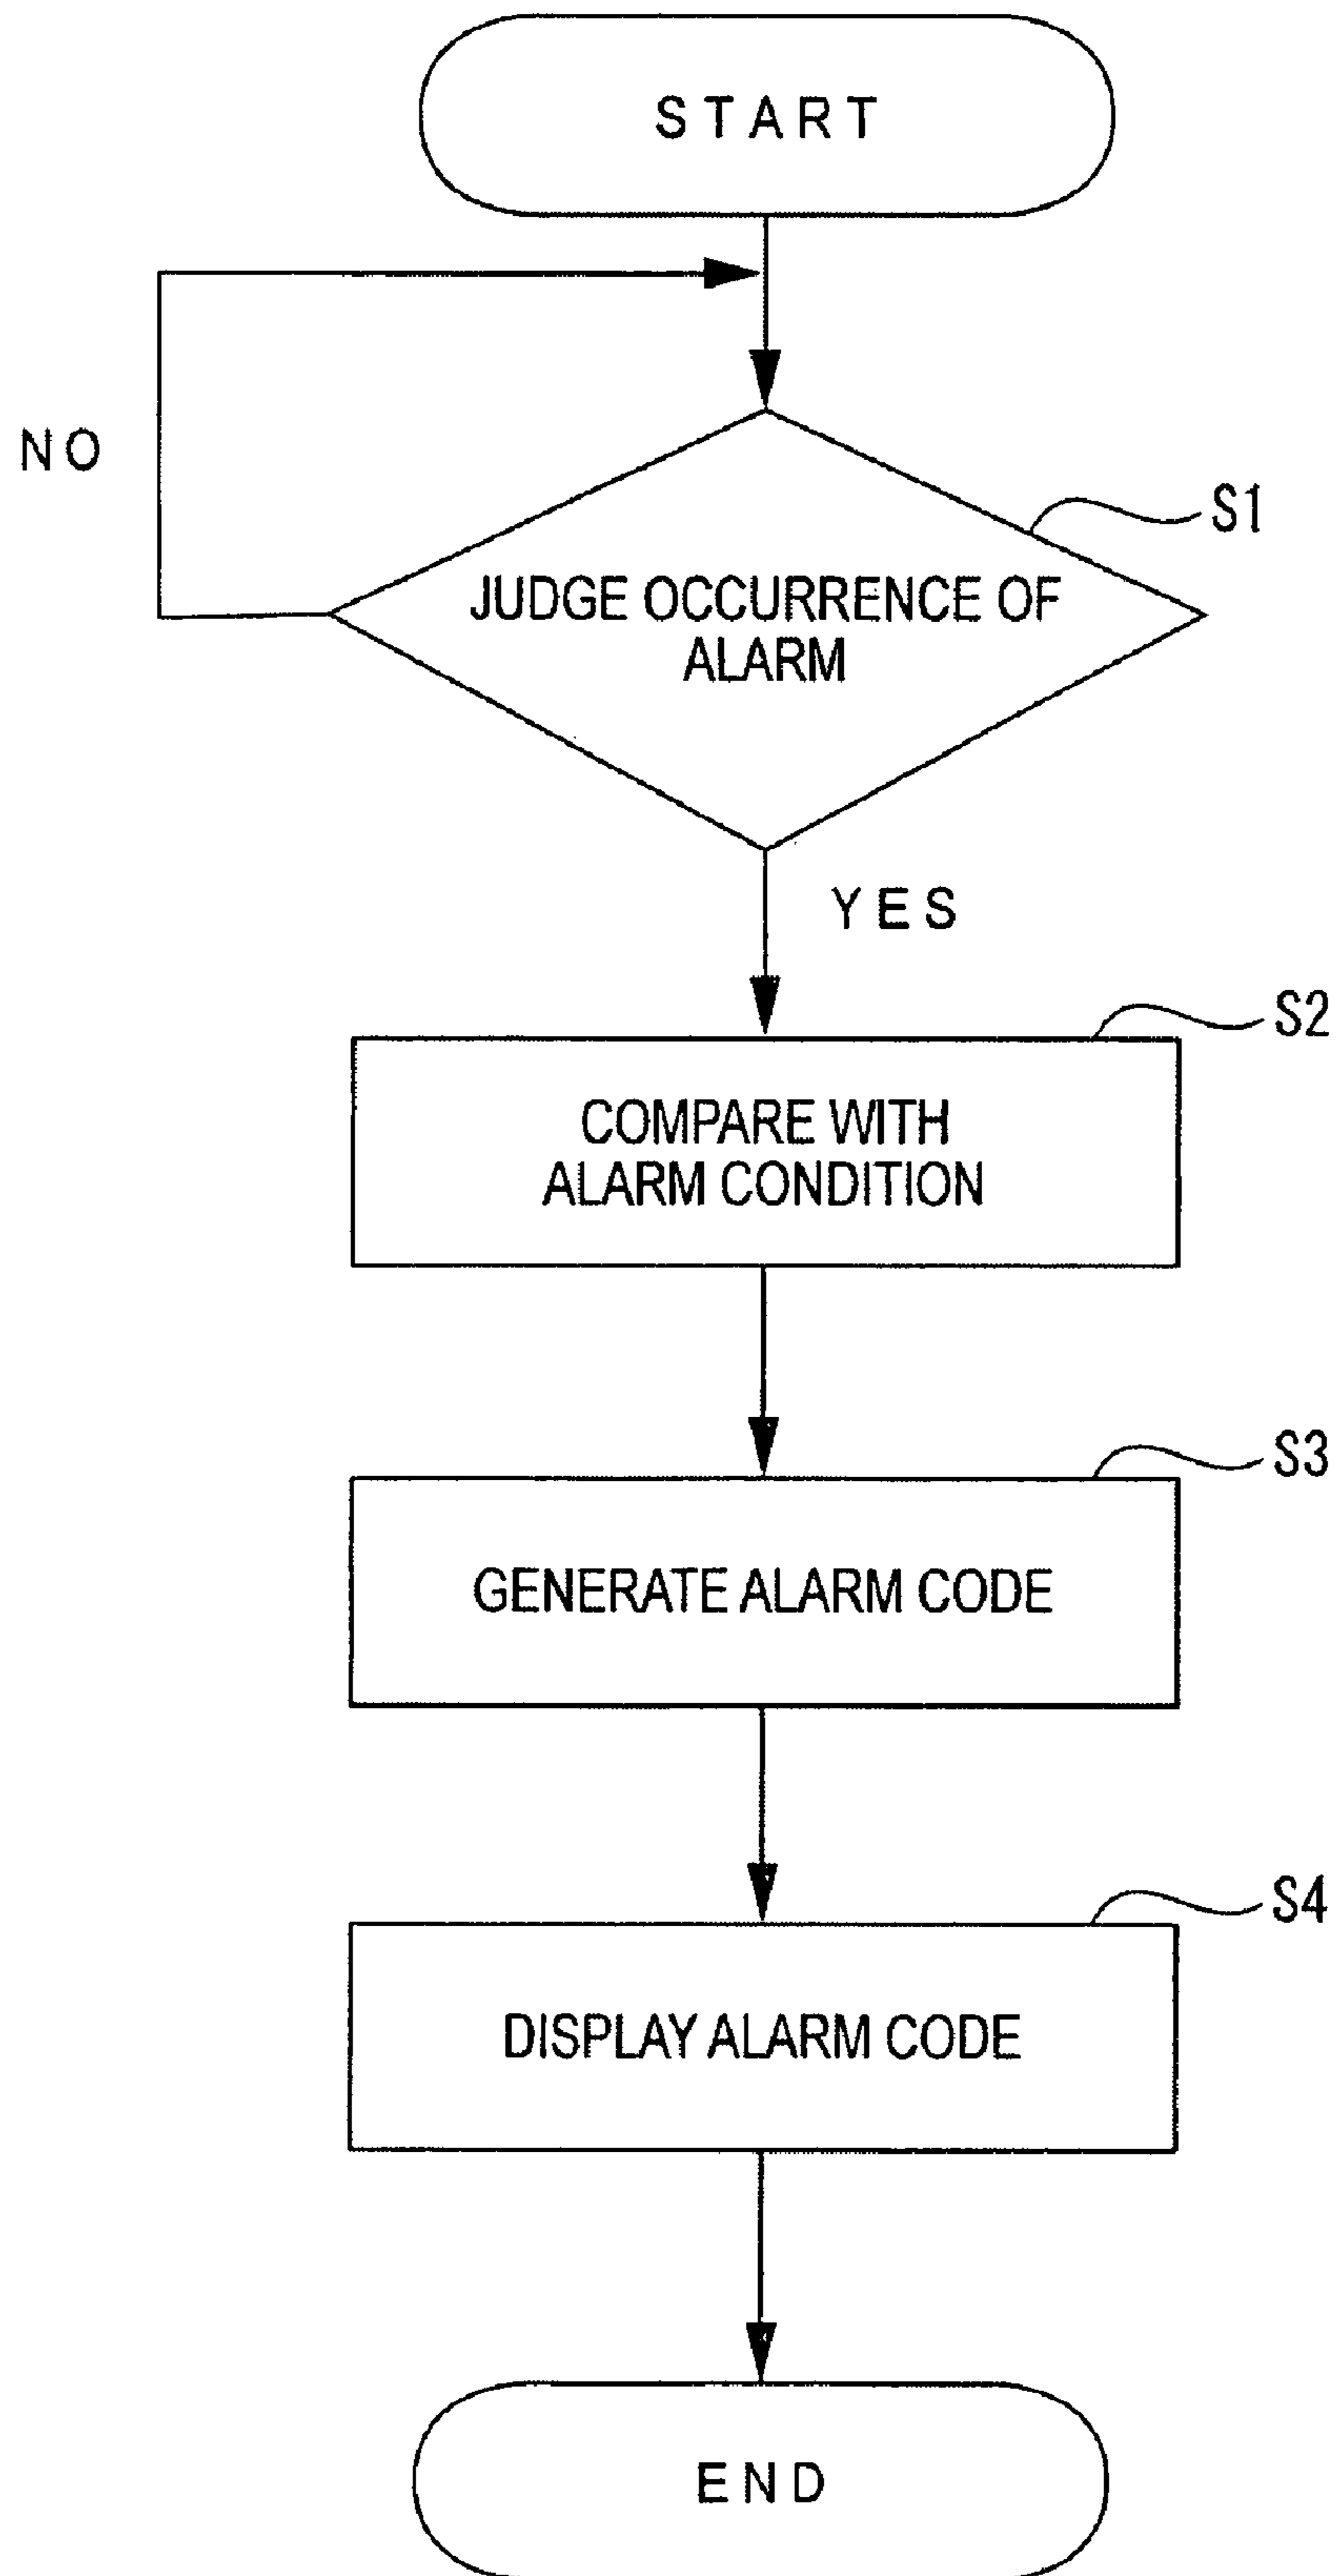 START
NO
S1
JUDGE OCCURRENCE OF
ALARM
YES
S2
COMPARE WITH
ALARM CONDITION
S3
GENERATE ALARM CODE
S4
DISPLAY ALARM CODE
END